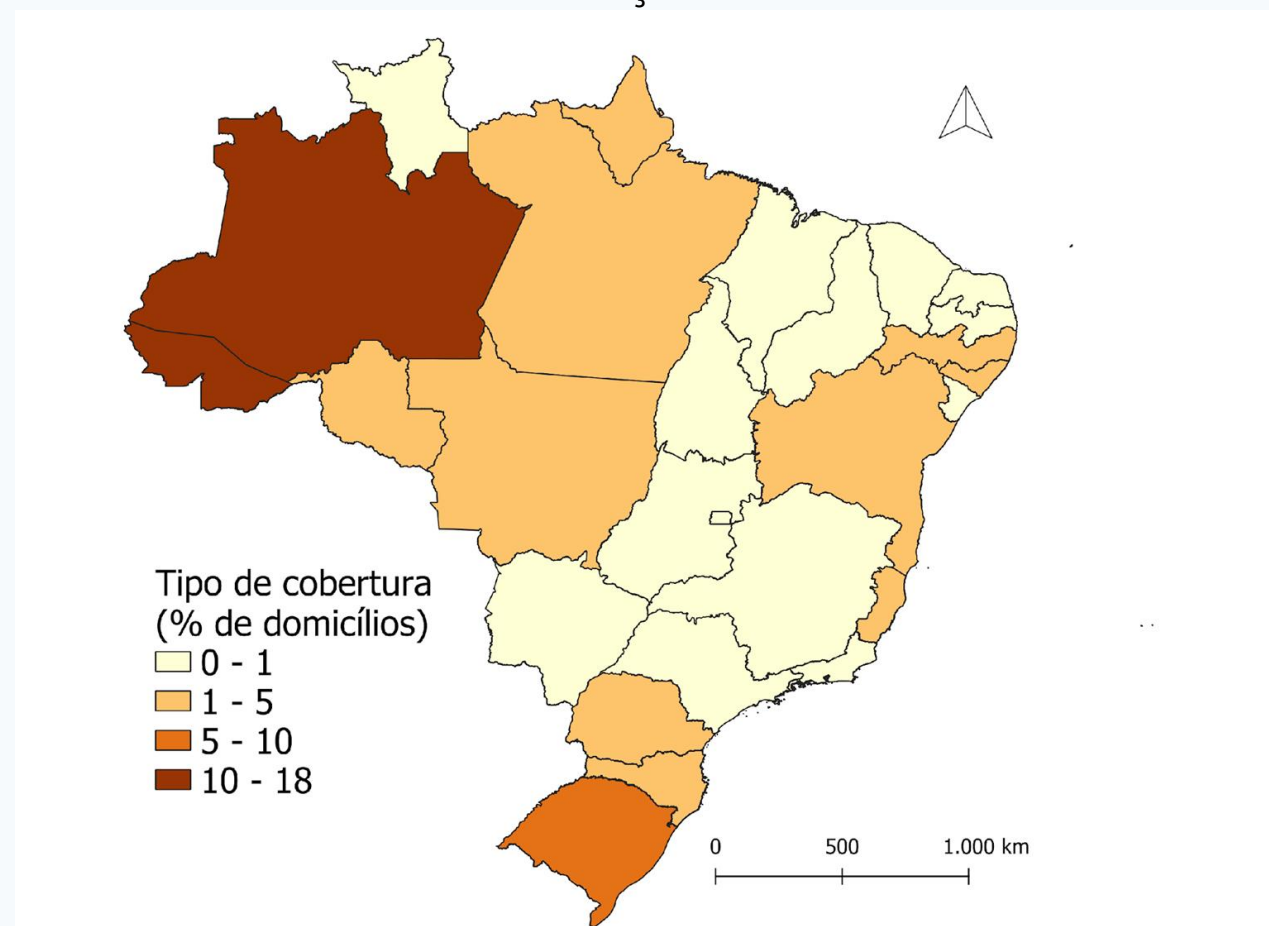 Tipo de cobertura
(% de domicílios)
0 - 1
1 - 5
5 - 10
10 - 18
0 500 1.000 km